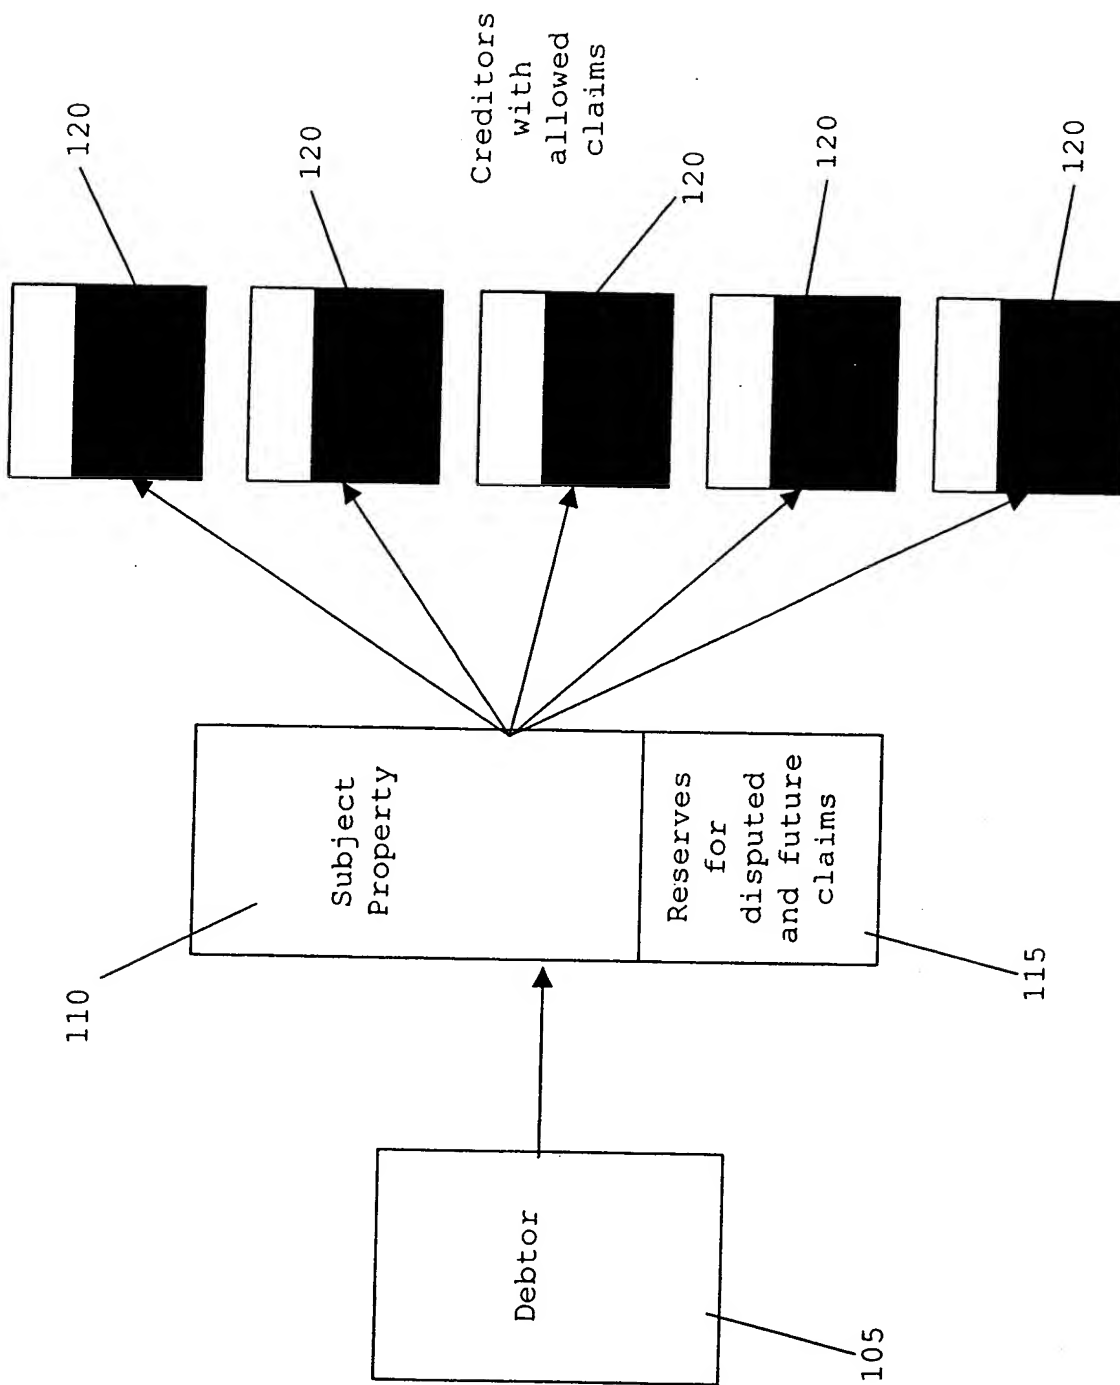 Debtor
105
110
Subject
Property
Reserves
for
disputed
and future
claims
115
120
120
120
120
120
Creditors
with
allowed
claims